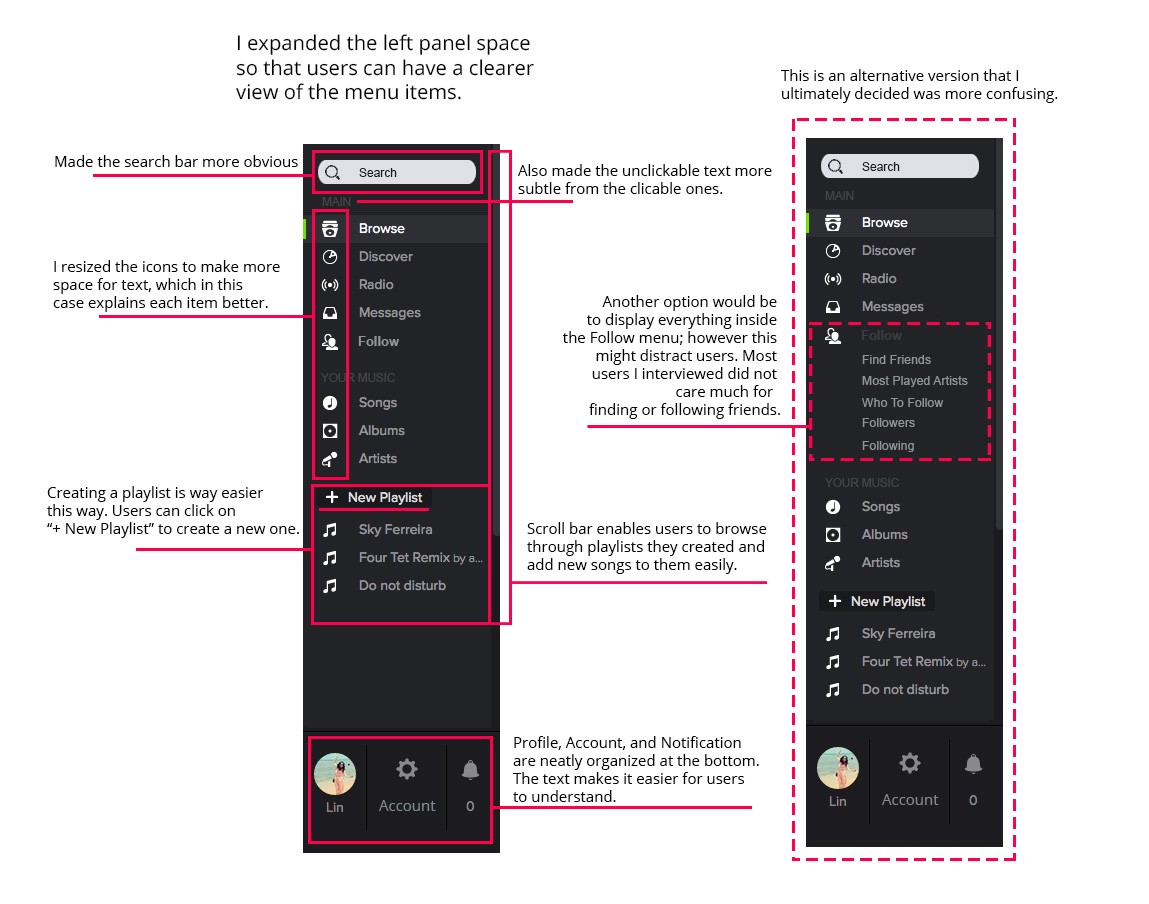 I expanded the left panel space
so that users can have a clearer
view of the menu items.
This is an alternative version that I
ultimately decided was more confusing.
Made the search bar more obvious
Search
Also made the unclickable text more
subtle from the clicable ones.
MAIN
Browse
Discover
Radio
Messages
Follow
I resized the icons to make more
space for text, which in this
case explains each item better.
YOUR MUSIC
Songs
Albums
Artists
Creating a playlist is way easier
this way. Users can click on
“+ New Playlist” to create a new one.
+ New Playlist
Sky Ferreira
Four Tet Remix by a...
Do not disturb
Scroll bar enables users to browse
through playlists they created and
add new songs to them easily.
Profile, Account, and Notification
are neatly organized at the bottom.
The text makes it easier for users
to understand.
Lin
Account
0
Another option would be
to display everything inside
the Follow menu; however this
might distract users. Most
users I interviewed did not
care much for
finding or following friends.
Search
MAIN
Browse
Discover
Radio
Messages
Follow
Find Friends
Most Played Artists
Who To Follow
Followers
Following
YOUR MUSIC
Songs
Albums
Artists
+ New Playlist
Sky Ferreira
Four Tet Remix by a...
Do not disturb
Lin
Account
0